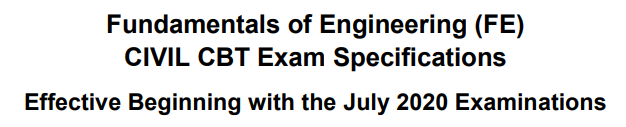 Fundamentals of Engineering (FE)
CIVIL CBT Exam Specifications
Effective Beginning with the July 2020 Examinations